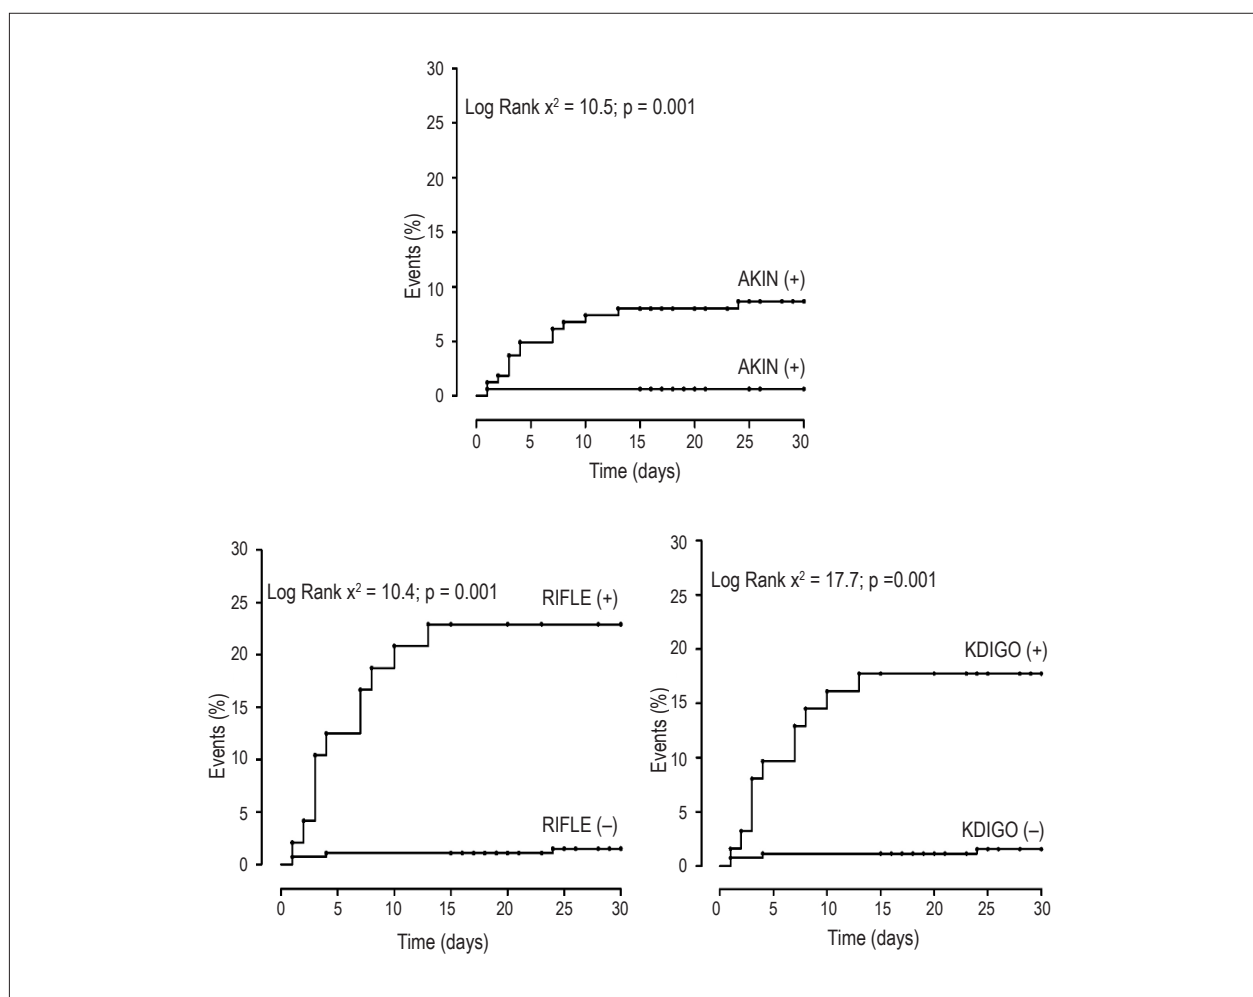 30
Log Rank x² = 10.5; p = 0.001
25
20
15
10
5
0
Events (%)
AKIN (+)
AKIN (+)
0 5 10 15 20 25 30
Time (days)
30
Log Rank x² = 10.4; p = 0.001
RIFLE (+)
25
20
15
10
5
0
Events (%)
RIFLE (–)
0 5 10 15 20 25 30
Time (days)
30
Log Rank x² = 17.7; p =0.001
25
20
KDIGO (+)
15
10
5
0
Events (%)
KDIGO (–)
0 5 10 15 20 25 30
Time (days)